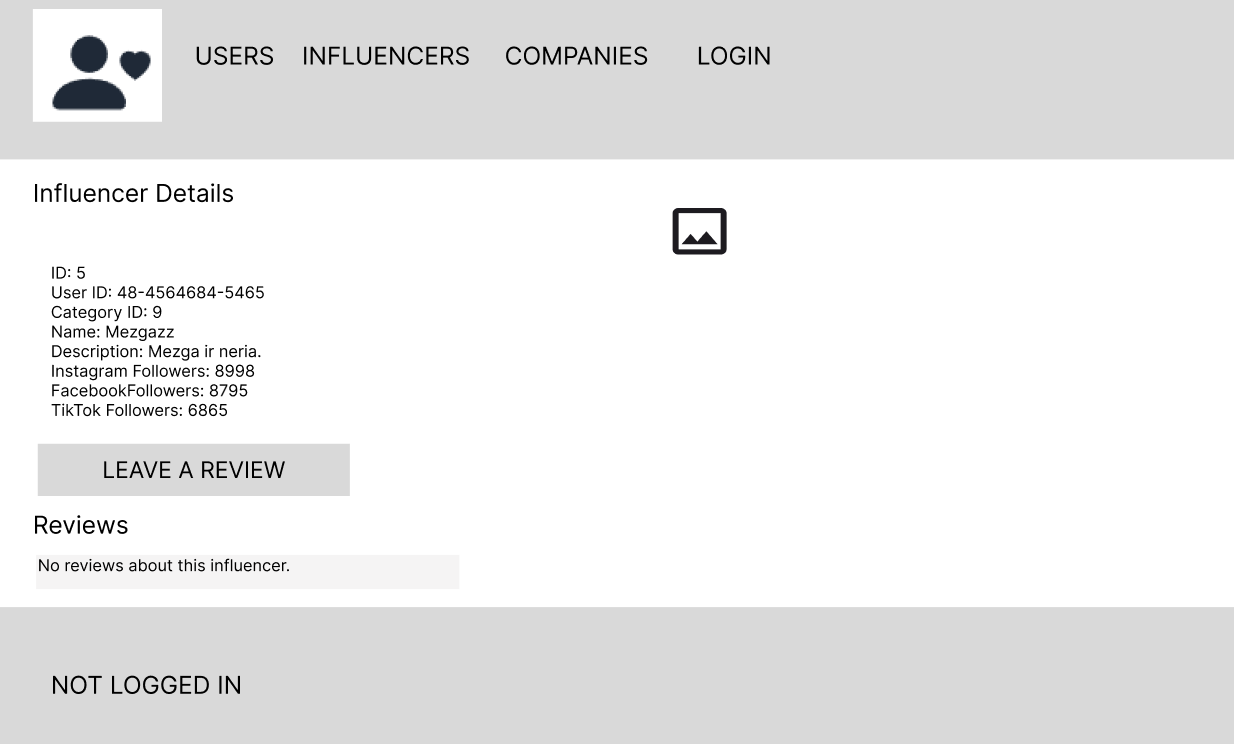 USERS INFLUENCERS COMPANIES LOGIN
Influencer Details
ID: 5
User ID: 48-4564684-5465
Category ID: 9
Name: Mezgazz
Description: Mezga ir neria.
Instagram Followers: 8998
FacebookFollowers: 8795
TikTok Followers: 6865
LEAVE A REVIEW
Reviews
No reviews about this influencer.
NOT LOGGED IN